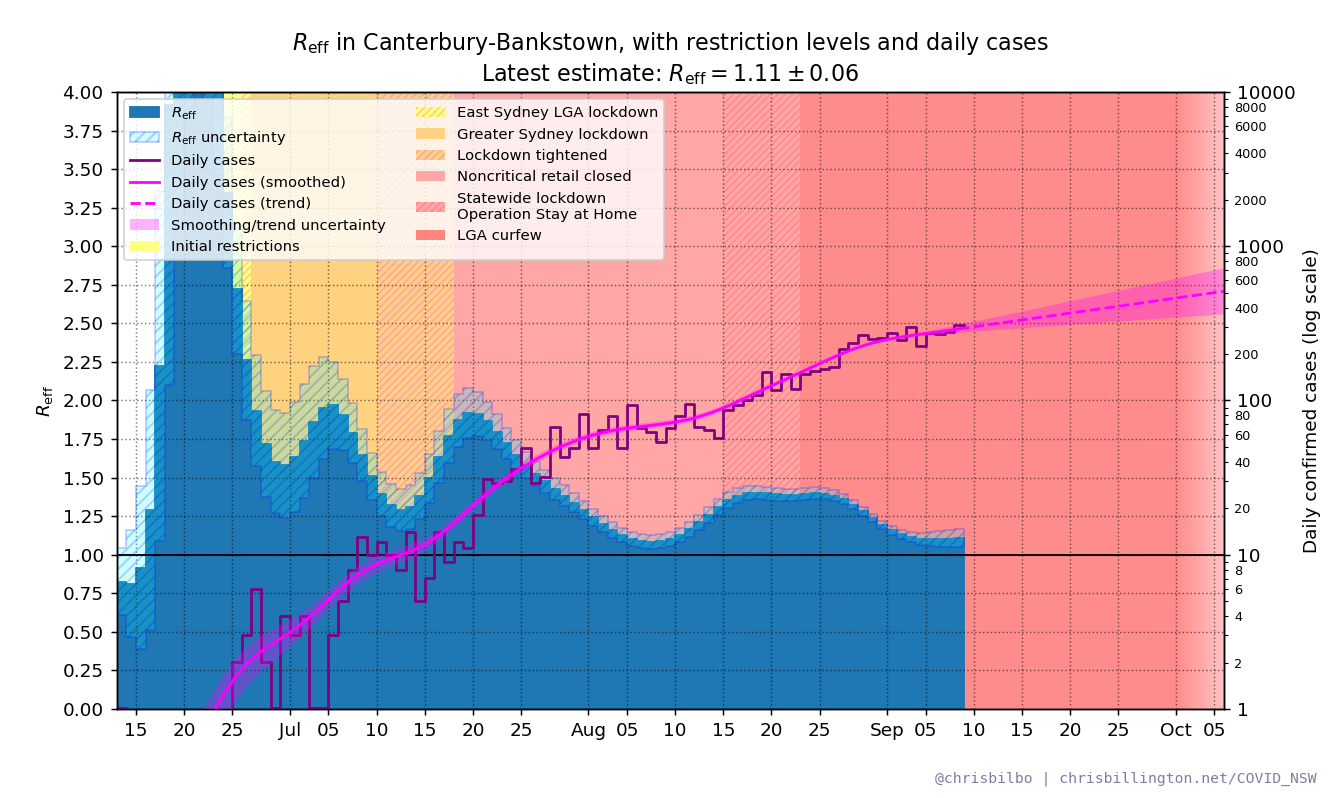 Reff in Canterbury-Bankstown, with restriction levels and daily cases
Latest estimate: Reff = 1.11 ± 0.06
Reff
Reff uncertainty
Daily cases
Daily cases (smoothed)
Daily cases (trend)
Smoothing/trend uncertainty
Initial restrictions
East Sydney LGA lockdown
Greater Sydney lockdown
Lockdown tightened
Noncritical retail closed
Statewide lockdown
Operation Stay at Home
LGA curfew
Reff
4.00
3.75
3.50
3.25
3.00
2.75
2.50
2.25
2.00
1.75
1.50
1.25
1.00
0.75
0.50
0.25
0.00
10000
8000
6000
4000
2000
1000
800
600
400
200
100
80
60
40
20
10
8
6
4
2
1
Daily confirmed cases (log scale)
15 20 25 Jul 05 10 15 20 25 Aug 05 10 15 20 25 Sep 05 10 15 20 25 Oct 05
@chrisbilbo | chrisbillington.net/COVID_NSW